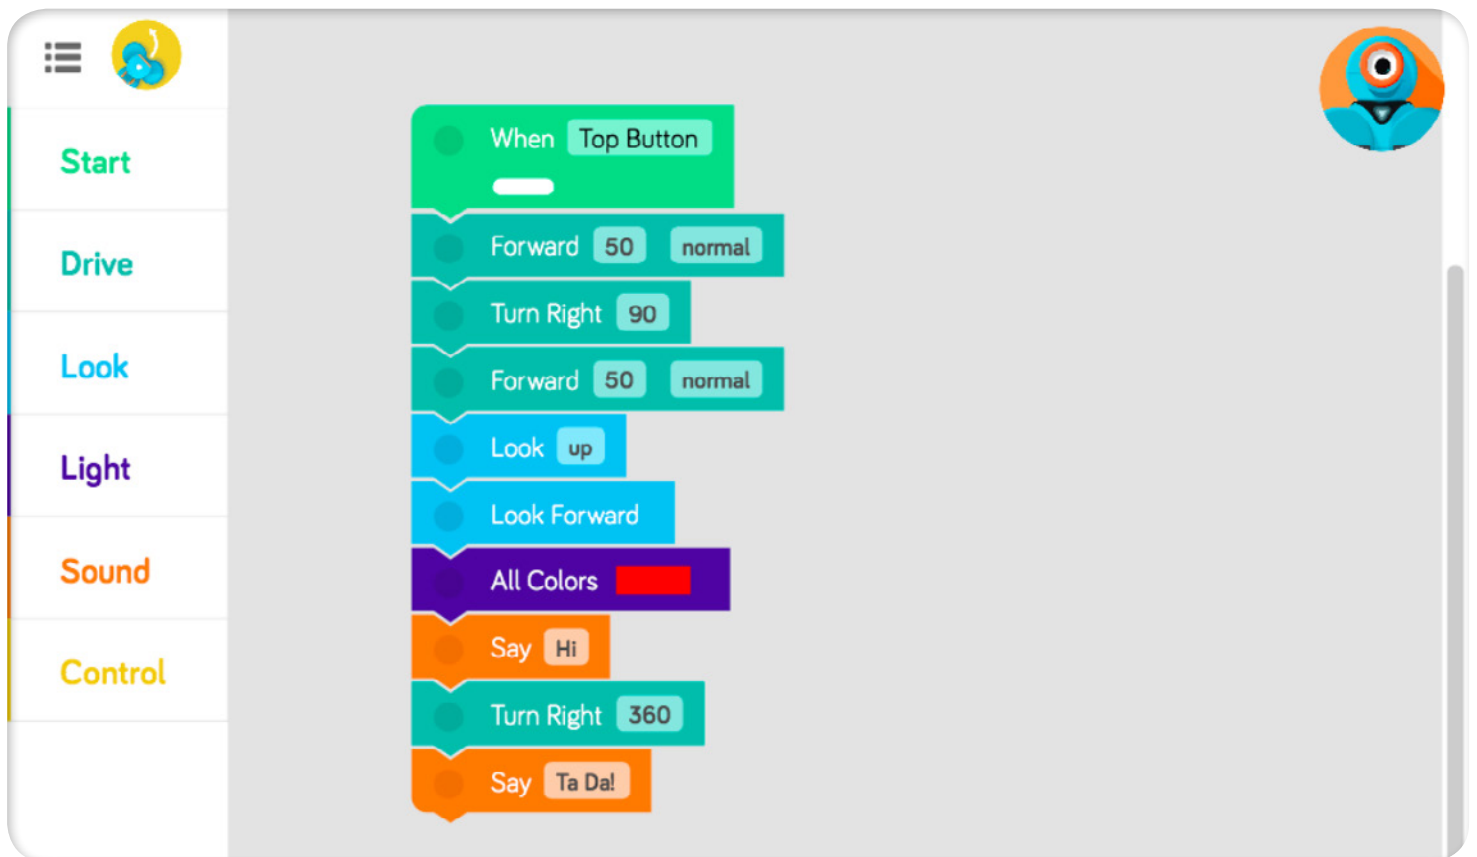 Start
Drive
Look
Light
Sound
Control
When Top Button
Forward 50 normal
Turn Right 90
Forward 50 normal
Look up
Look Forward
All Colors
Say Hi
Turn Right 360
Say Ta Da!